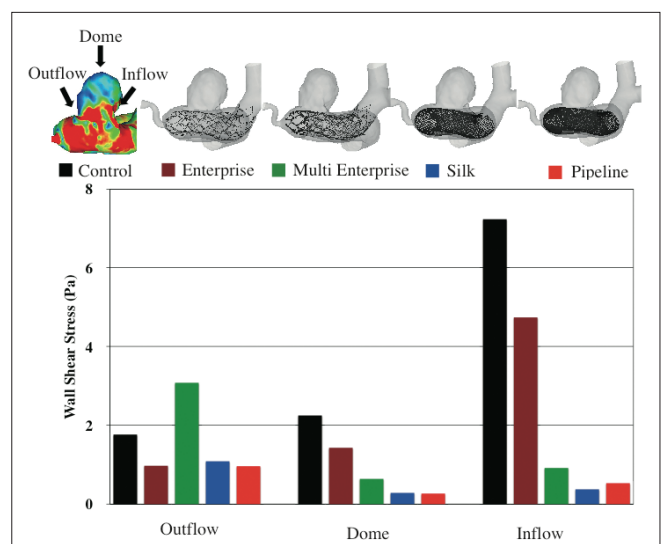 Dome
Outflow Inflow
Control Enterprise Multi Enterprise Silk Pipeline
8
6
4
2
0
Wall Shear Stress (Pa)
Outflow Dome Inflow